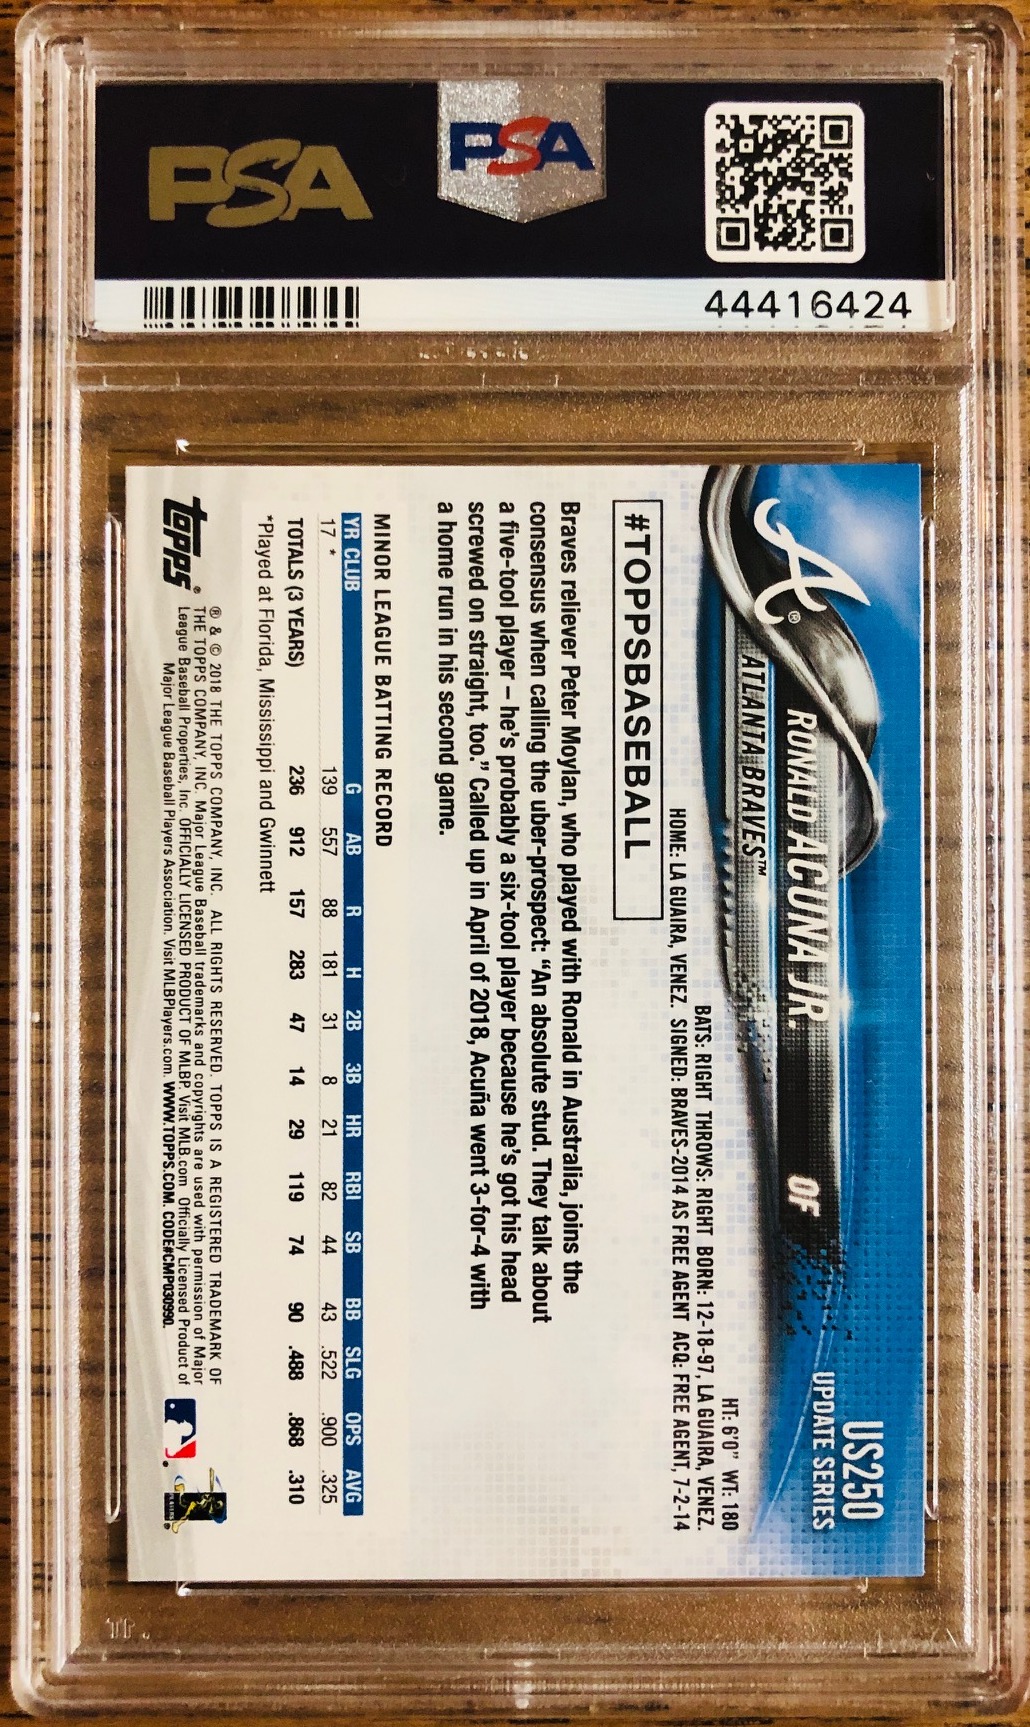 PSA
PSA
44416424
US250
UPDATE SERIES
A®
RONALD ACUÑA JR.
OF
ATLANTA BRAVES™
HT: 6'0" WT: 180
BATS: RIGHT THROWS: RIGHT BORN: 12-18-97, LA GUAIRA, VENEZ.
HOME: LA GUAIRA, VENEZ. SIGNED: BRAVES-2014 AS FREE AGENT ACQ: FREE AGENT, 7-2-14
#TOPPSBASEBALL
Braves reliever Peter Moylan, who played with Ronald in Australia, joins the
consensus when calling the uber-prospect: “An absolute stud. They talk about
a five-tool player – he's probably a six-tool player because he's got his head
screwed on straight, too.” Called up in April of 2018, Acuña went 3-for-4 with
a home run in his second game.
MINOR LEAGUE BATTING RECORD
YR CLUB G AB R H 2B 3B HR RBI SB BB SLG OPS AVG
17 * 139 557 88 181 31 8 21 82 44 43 .522 .900 .325
TOTALS (3 YEARS) 236 912 157 283 47 14 29 119 74 90 .488 .868 .310
*Played at Florida, Mississippi and Gwinnett
topps®
® & © 2018 THE TOPPS COMPANY, INC. ALL RIGHTS RESERVED. TOPPS IS A REGISTERED TRADEMARK OF
THE TOPPS COMPANY, INC. Major League Baseball trademarks and copyrights are used with permission of Major
League Baseball Properties, Inc. OFFICIALLY LICENSED PRODUCT OF MLBP. Visit MLB.com Officially Licensed Product of
Major League Baseball Players Association. Visit MLBPlayers.com. WWW.TOPPS.COM. CODE#CMP030990.